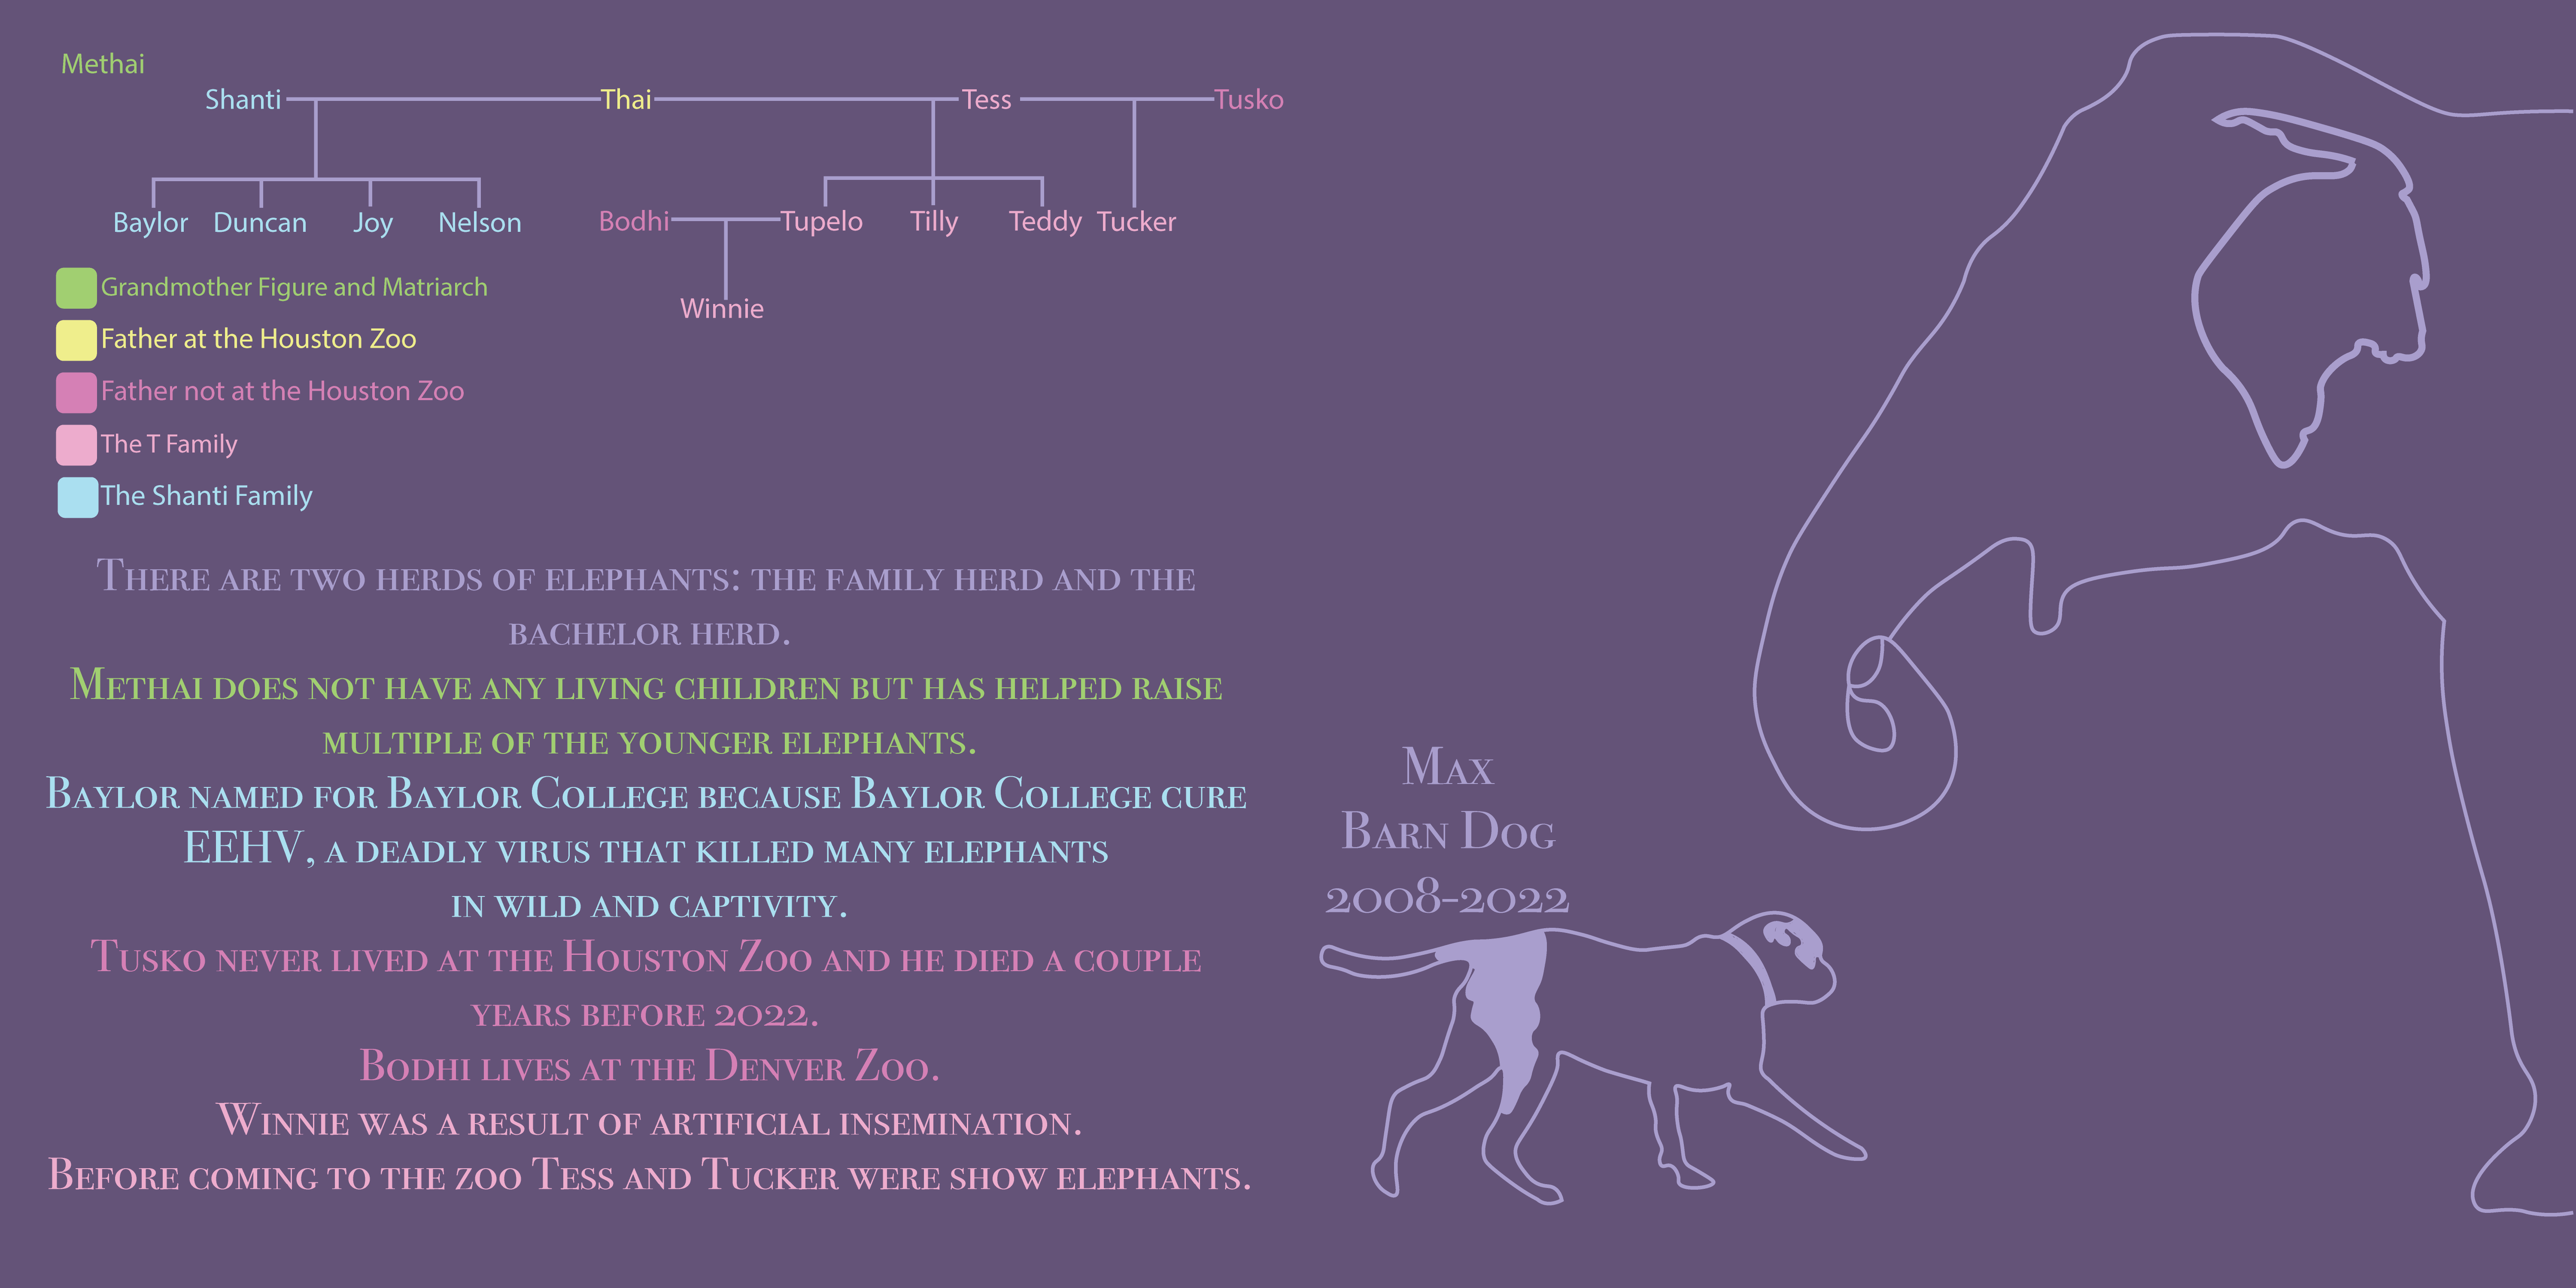 Methai
Shanti Thai Tess Tusko
Baylor Duncan Joy Nelson Bodhi Tupelo Tilly Teddy Tucker
Winnie
Grandmother Figure and Matriarch
Father at the Houston Zoo
Father not at the Houston Zoo
The T Family
The Shanti Family
There are two herds of elephants: the family herd and the
bachelor herd.
Methai does not have any living children but has helped raise
multiple of the younger elephants.
Baylor named for Baylor College because Baylor College cure
EEHV, a deadly virus that killed many elephants
in wild and captivity.
Tusko never lived at the Houston Zoo and he died a couple
years before 2022.
Bodhi lives at the Denver Zoo.
Winnie was a result of artificial insemination.
Before coming to the zoo Tess and Tucker were show elephants.
Max
Barn Dog
2008-2022